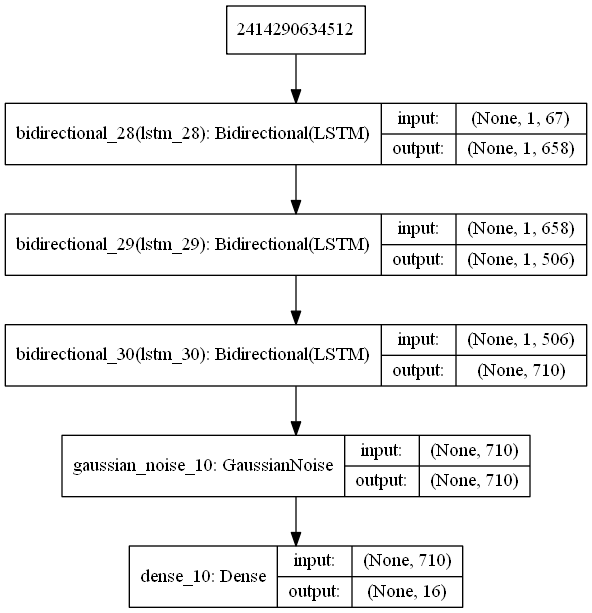 2414290634512
bidirectional_28(lstm_28): Bidirectional(LSTM)
input: (None, 1, 67)
output: (None, 1, 658)
bidirectional_29(lstm_29): Bidirectional(LSTM)
input: (None, 1, 658)
output: (None, 1, 506)
bidirectional_30(lstm_30): Bidirectional(LSTM)
input: (None, 1, 506)
output: (None, 710)
gaussian_noise_10: GaussianNoise
input: (None, 710)
output: (None, 710)
dense_10: Dense
input: (None, 710)
output: (None, 16)